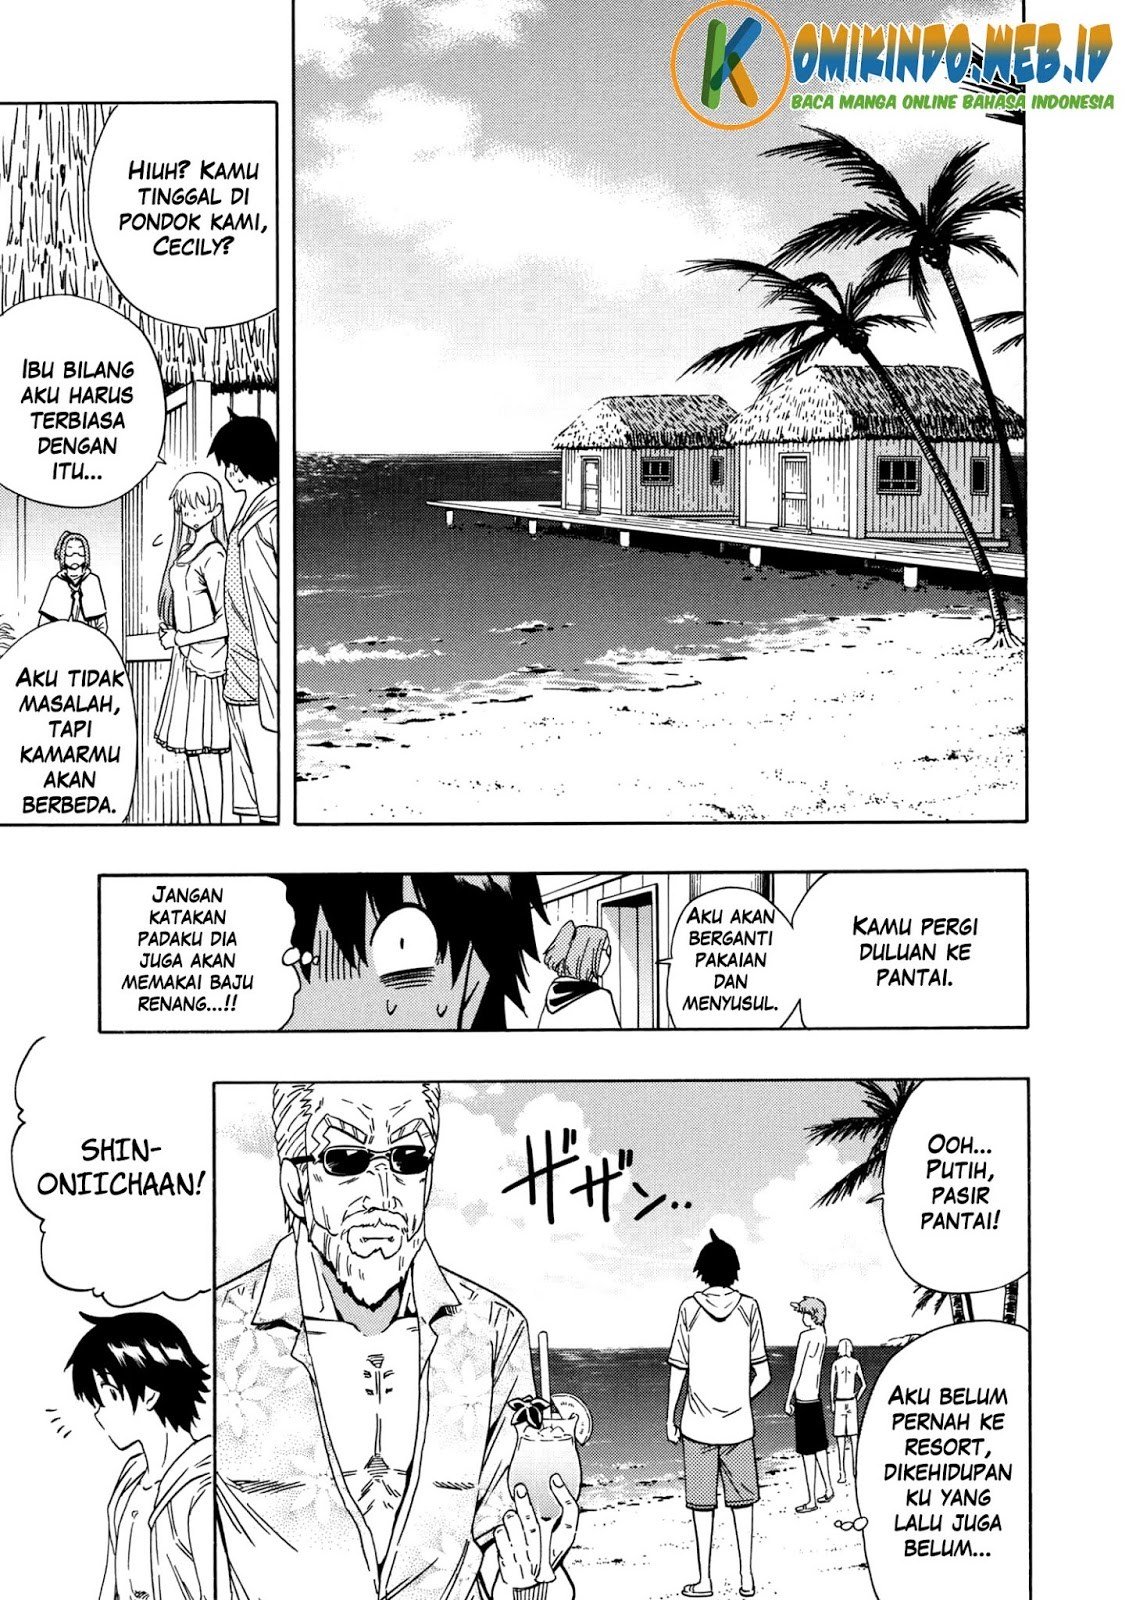 KOMIKINDO.WEB.ID
BACA MANGA ONLINE BAHASA INDONESIA
HIUH? KAMU
TINGGAL DI
PONDOK KAMI,
CECILY?
IBU BILANG
AKU HARUS
TERBIASA
DENGAN
ITU...
AKU TIDAK
MASALAH,
TAPI
KAMARMU
AKAN
BERBEDA.
KAMU PERGI
DULUAN KE
PANTAI.
AKU AKAN
BERGANTI
PAKAIAN
DAN
MENYUSUL.
JANGAN
KATAKAN
PADAKU DIA
JUGA AKAN
MEMAKAI BAJU
RENANG...!!
OOH...
PUTIH,
PASIR
PANTAI!
ザザン..
AKU BELUM
PERNAH KE
RESORT,
DIKEHIDUPAN
KU YANG
LALU JUGA
BELUM...
SHIN-
ONIICHAAN!